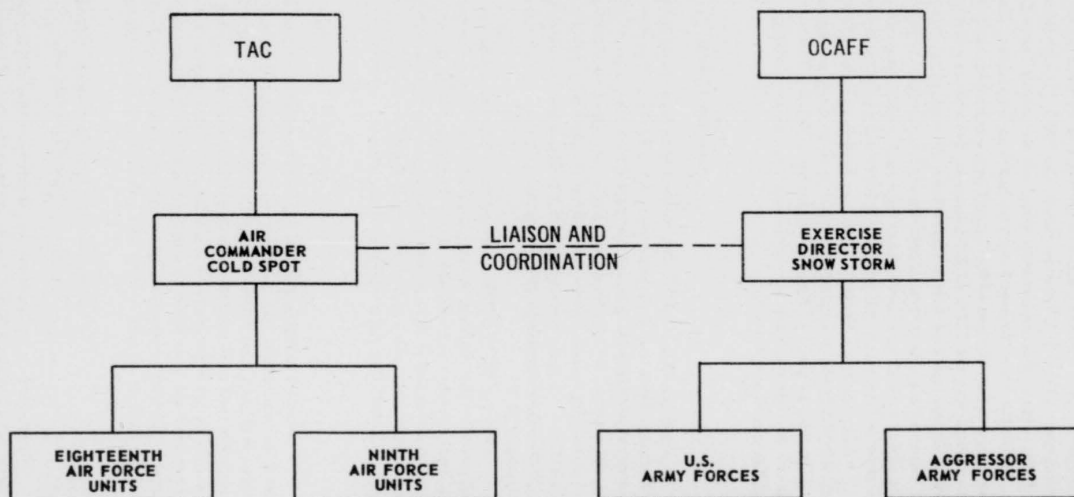 TAC
OCAFF
AIR
COMMANDER
COLD SPOT
LIAISON AND
COORDINATION
EXERCISE
DIRECTOR
SNOW STORM
EIGHTEENTH
AIR FORCE
UNITS
NINTH
AIR FORCE
UNITS
U.S.
ARMY FORCES
AGGRESSOR
ARMY FORCES